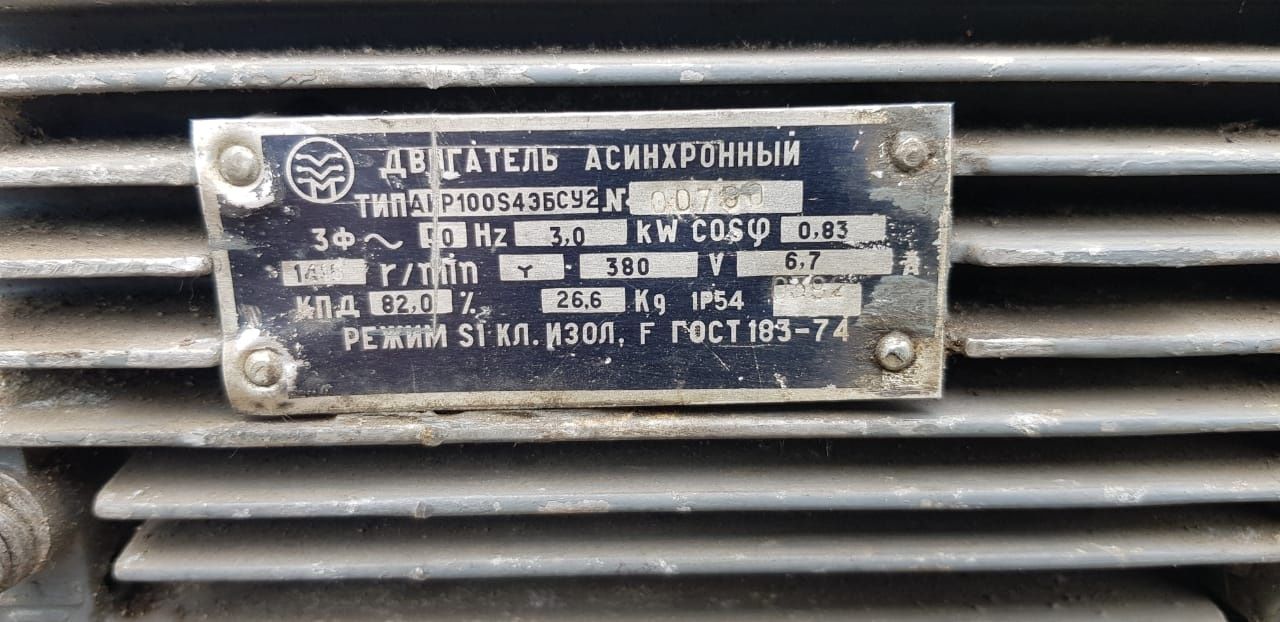 ДВИГАТЕЛЬ АСИНХРОННЫЙ
ТИП АИР100S4ЭБСУ2 №
3Ф ~ Hz 3,0 kW COSφ 0,83
r/min Y - 380 V 6,7 A
КПД 82,0 % 26.6 Kg IP54
РЕЖИМ S1 КЛ. ИЗОЛ. F ГОСТ 183-74